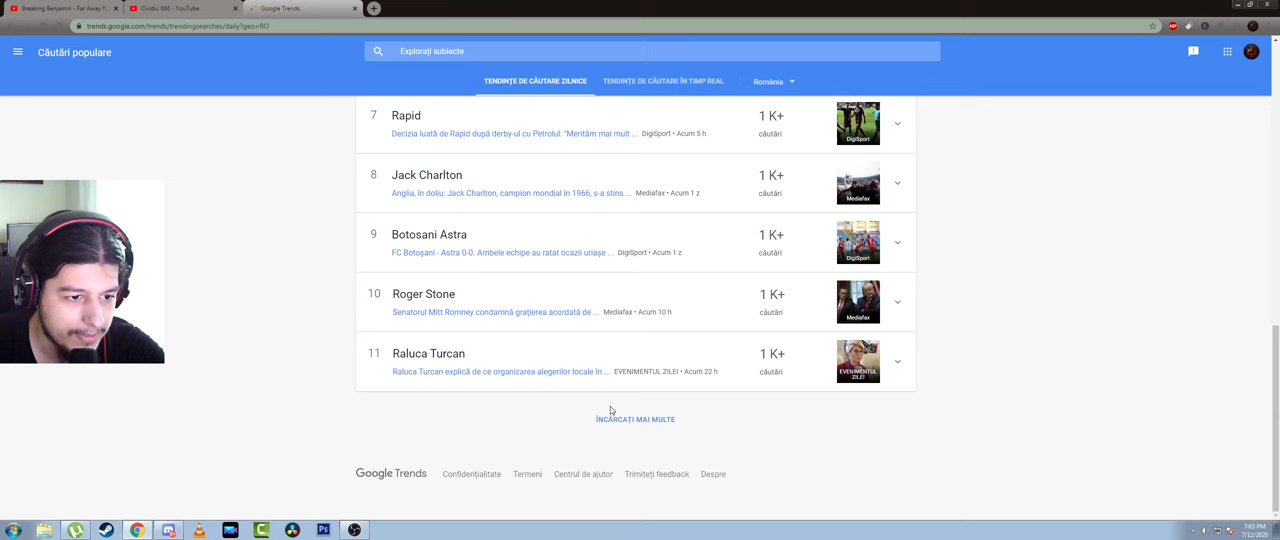 Breaking Benjamin - Far Away f
Ovidiu 666 - YouTube
Google Trends
trends.google.com/trends/trendingsearches/daily?geo=RO
Căutări populare
Explorați subiecte
TENDINȚE DE CĂUTARE ZILNICE
TENDINȚE DE CĂUTARE ÎN TIMP REAL
România
7
Rapid
Decizia luată de Rapid după derby-ul cu Petrolul: "Merităm mai mult ...
DigiSport • Acum 5 h
1 K+
căutări
DigiSport
8
Jack Charlton
Anglia, în doliu: Jack Charlton, campion mondial în 1966, s-a stins ...
Mediafax • Acum 1 z
1 K+
căutări
Mediafax
9
Botosani Astra
FC Botoșani - Astra 0-0. Ambele echipe au ratat ocazii uriașe ...
DigiSport • Acum 1 z
1 K+
căutări
DigiSport
10
Roger Stone
Senatorul Mitt Romney condamnă grațierea acordată de ...
Mediafax • Acum 10 h
1 K+
căutări
Mediafax
11
Raluca Turcan
Raluca Turcan explică de ce organizarea alegerilor locale în ...
EVENIMENTUL ZILEI • Acum 22 h
1 K+
căutări
EVENIMENTUL
ZILEI
ÎNCĂRCAȚI MAI MULTE
Google Trends
Confidențialitate
Termeni
Centrul de ajutor
Trimiteți feedback
Despre
7:03 PM
7/12/2020